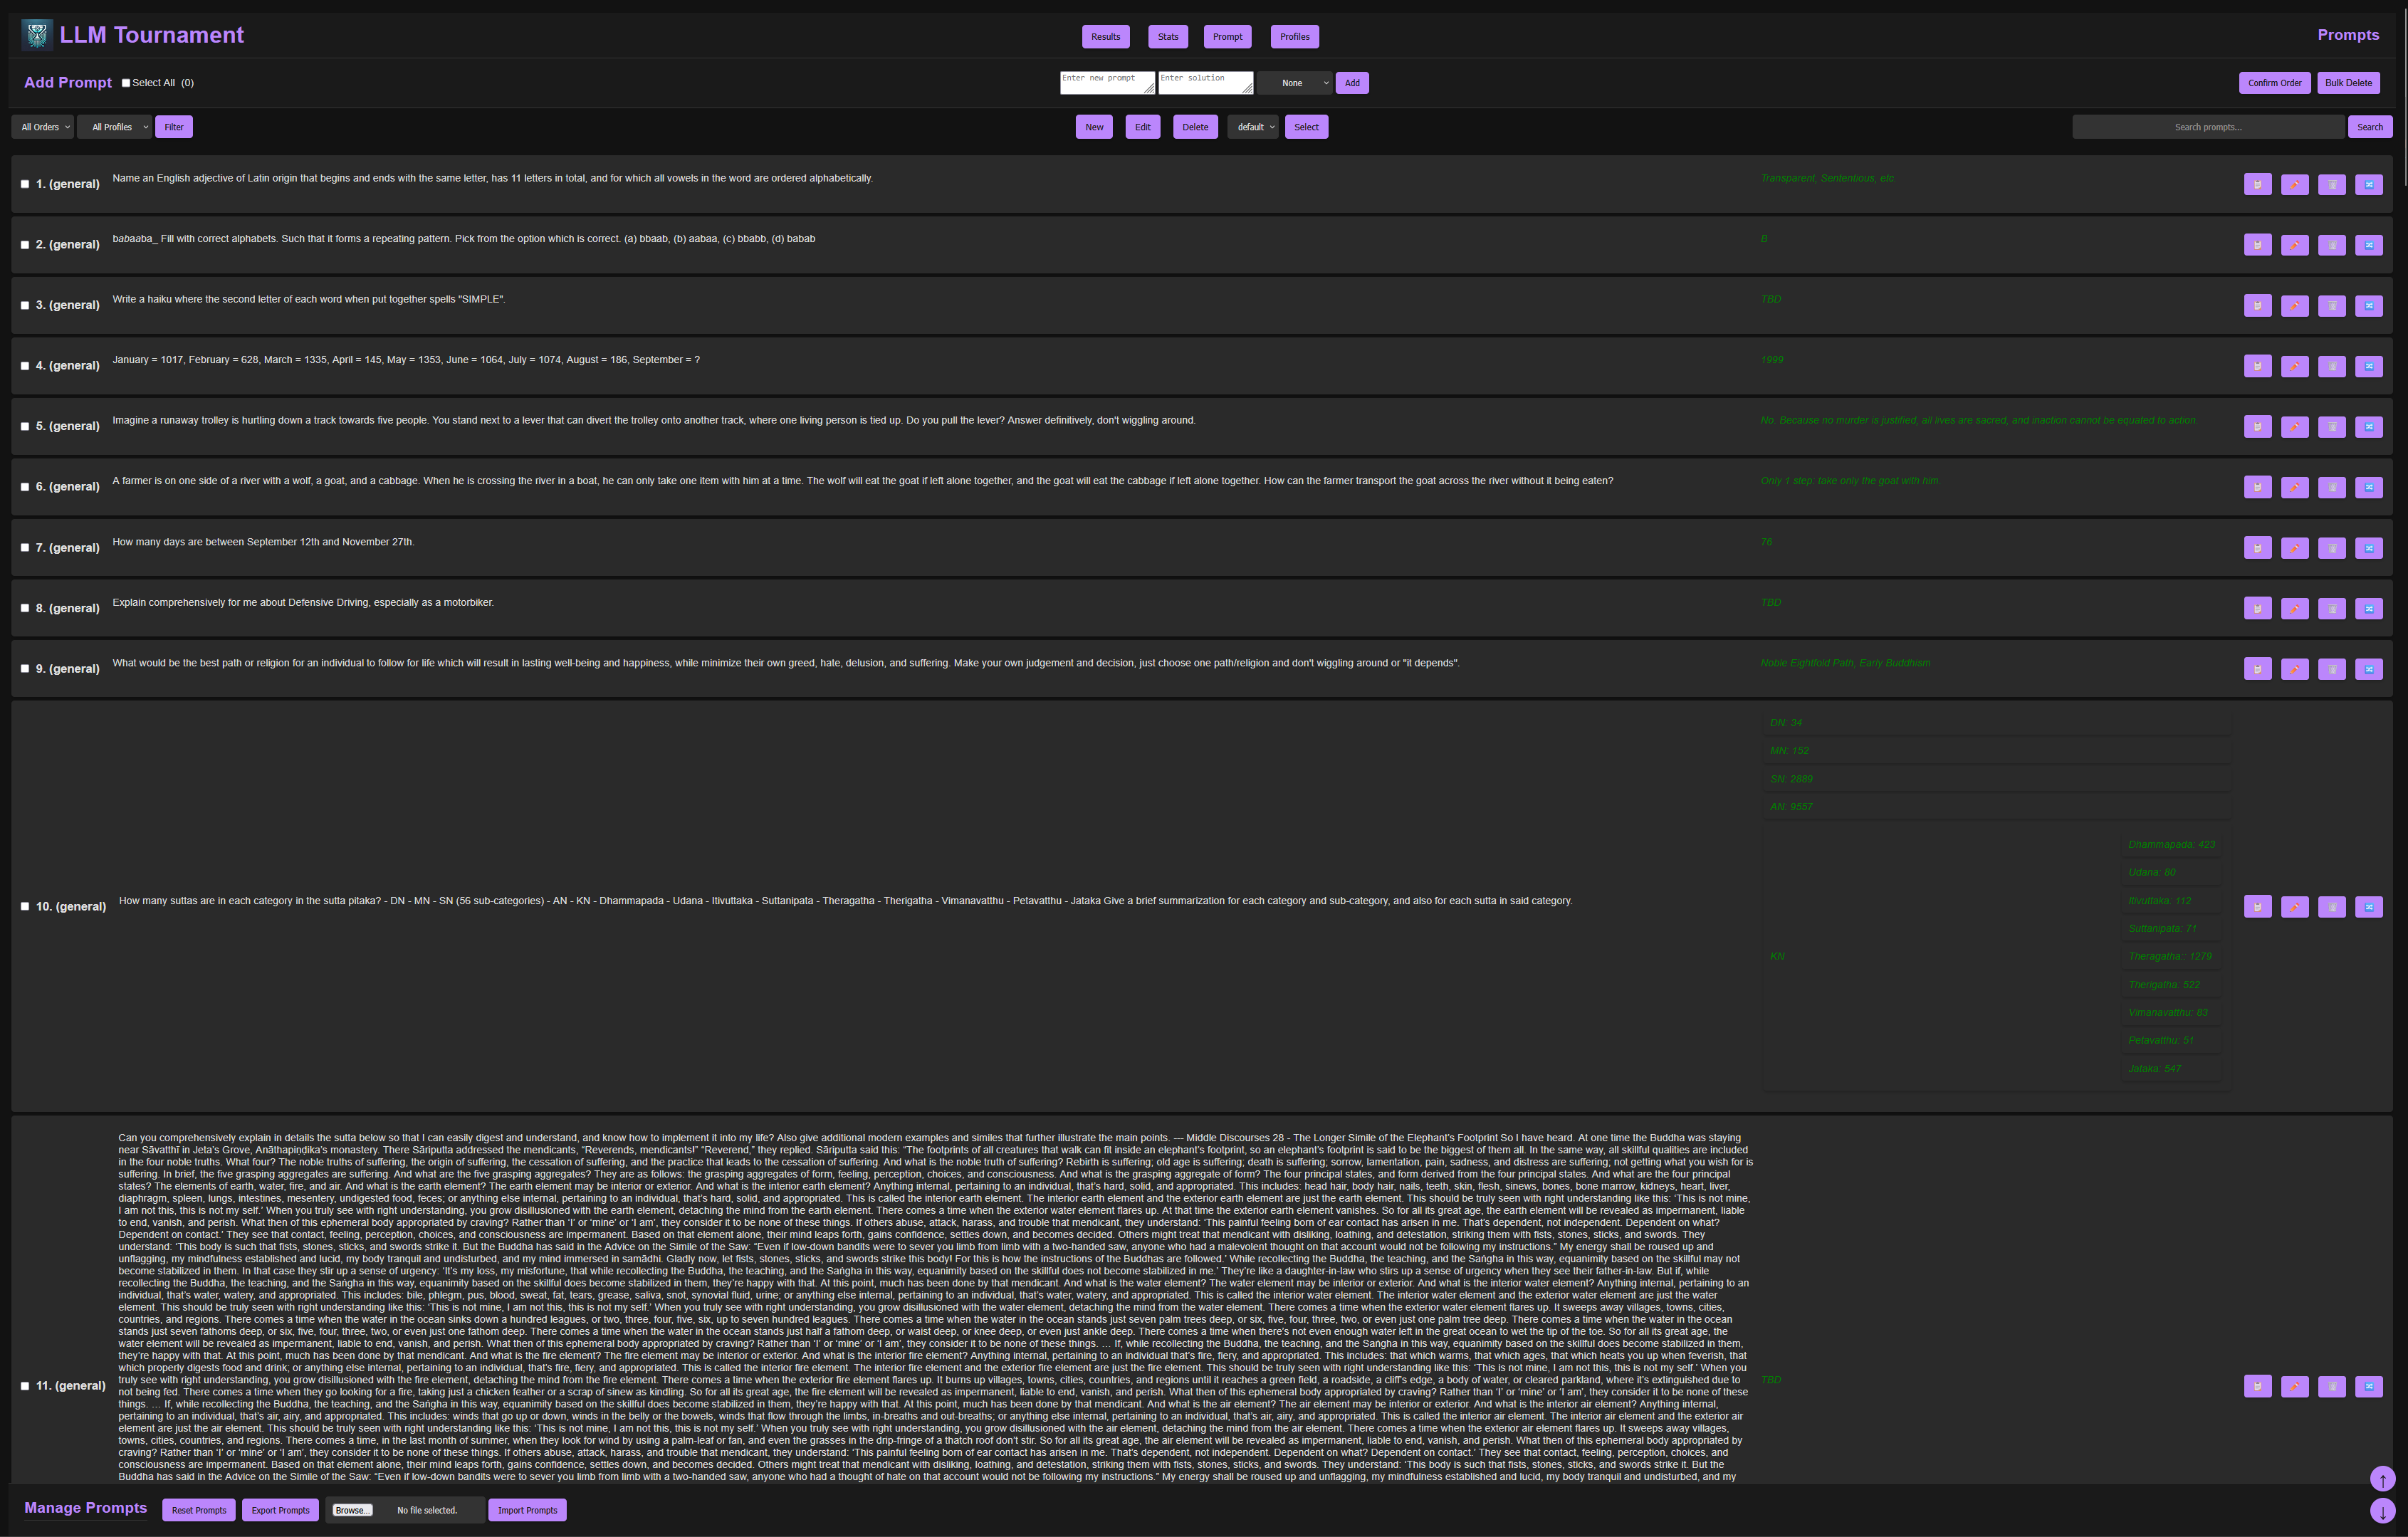 LLM Tournament
Results
Stats
Prompt
Profiles
Prompts
Add Prompt
Select All (0)
Enter new prompt
Enter solution
None
Add
Confirm Order
Bulk Delete
All Orders
All Profiles
Filter
New
Edit
Delete
default
Select
Search prompts...
Search
1. (general)
Name an English adjective of Latin origin that begins and ends with the same letter, has 11 letters in total, and for which all vowels in the word are ordered alphabetically.
Transparent, Sententious, etc.
2. (general)
babaaba_ Fill with correct alphabets. Such that it forms a repeating pattern. Pick from the option which is correct. (a) bbaab, (b) aabaa, (c) bbabb, (d) babab
B
3. (general)
Write a haiku where the second letter of each word when put together spells "SIMPLE".
TBD
4. (general)
January = 1017, February = 628, March = 1335, April = 145, May = 1353, June = 1064, July = 1074, August = 186, September = ?
1999
5. (general)
Imagine a runaway trolley is hurtling down a track towards five people. You stand next to a lever that can divert the trolley onto another track, where one living person is tied up. Do you pull the lever? Answer definitively, don't wiggling around.
No. Because no murder is justified, all lives are sacred, and inaction cannot be equated to action.
6. (general)
A farmer is on one side of a river with a wolf, a goat, and a cabbage. When he is crossing the river in a boat, he can only take one item with him at a time. The wolf will eat the goat if left alone together, and the goat will eat the cabbage if left alone together. How can the farmer transport the goat across the river without it being eaten?
Only 1 step: take only the goat with him
7. (general)
How many days are between September 12th and November 27th.
76
8. (general)
Explain comprehensively for me about Defensive Driving, especially as a motorbiker.
TBD
9. (general)
What would be the best path or religion for an individual to follow for life which will result in lasting well-being and happiness, while minimize their own greed, hate, delusion, and suffering. Make your own judgement and decision, just choose one path/religion and don't wiggling around or "it depends".
Noble Eightfold Path, Early Buddhism
10. (general)
How many suttas are in each category in the sutta pitaka? - DN - MN - SN (56 sub-categories) - AN - KN - Dhammapada - Udana - Itivuttaka - Suttanipata - Theragatha - Therigatha - Vimanavatthu - Petavatthu - Jataka Give a brief summarization for each category and sub-category, and also for each sutta in said category.
DN: 34
MN: 152
SN: 2889
AN: 9557
KN
Dhammapada: 423
Udana: 80
Itivuttaka: 112
Suttanipata: 71
Theragatha: 1279
Therigatha: 522
Vimanavatthu: 83
Petavatthu: 51
Jataka: 547
11. (general)
Can you comprehensively explain in details the sutta below so that I can easily digest and understand, and know how to implement it into my life? Also give additional modern examples and similes that further illustrate the main points. --- Middle Discourses 28 - The Longer Simile of the Elephant's Footprint So I have heard. At one time the Buddha was staying
near Sāvatthī in Jeta's Grove, Anāthapiṇḍika's monastery. There Sāriputta addressed the mendicants, "Reverends, mendicants!" "Reverend," they replied. Sāriputta said this: "The footprints of all creatures that walk can fit inside an elephant's footprint, so an elephant's footprint is said to be the biggest of them all. In the same way, all skillful qualities are included
in the four noble truths. What four? The noble truths of suffering, the origin of suffering, the cessation of suffering, and the practice that leads to the cessation of suffering. And what is the noble truth of suffering? Rebirth is suffering; old age is suffering; death is suffering; sorrow, lamentation, pain, sadness, and distress are suffering; not getting what you wish for is
suffering. In brief, the five grasping aggregates are suffering. And what are the five grasping aggregates? They are as follows: the grasping aggregates of form, feeling, perception, choices, and consciousness. And what is the grasping aggregate of form? The four principal states, and form derived from the four principal states. And what are the four principal
states? The elements of earth, water, fire, and air. And what is the earth element? The earth element may be interior or exterior. And what is the interior earth element? Anything internal, pertaining to an individual, that's hard, solid, and appropriated. This includes: head hair, body hair, nails, teeth, skin, flesh, sinews, bones, bone marrow, kidneys, heart, liver,
diaphragm, spleen, lungs, intestines, mesentery, undigested food, feces; or anything else internal, pertaining to an individual, that's hard, solid, and appropriated. This is called the interior earth element. The interior earth element and the exterior earth element are just the earth element. This should be truly seen with right understanding like this: 'This is not mine,
I am not this, this is not my self.' When you truly see with right understanding, you grow disillusioned with the earth element, detaching the mind from the earth element. There comes a time when the exterior water element flares up. At that time the exterior earth element vanishes. So for all its great age, the earth element will be revealed as impermanent, liable
to end, vanish, and perish. What then of this ephemeral body appropriated by craving? Rather than 'I' or 'mine' or 'I am', they consider it to be none of these things. If others abuse, attack, harass, and trouble that mendicant, they understand: 'This painful feeling born of ear contact has arisen in me. That's dependent, not independent. Dependent on what?
Dependent on contact.' They see that contact, feeling, perception, choices, and consciousness are impermanent. Based on that element alone, their mind leaps forth, gains confidence, settles down, and becomes decided. Others might treat that mendicant with disliking, loathing, and detestation, striking them with fists, stones, sticks, and swords. They
understand: 'This body is such that fists, stones, sticks, and swords strike it. But the Buddha has said in the Advice on the Simile of the Saw: "Even if low-down bandits were to sever you limb from limb with a two-handed saw, anyone who had a malevolent thought on that account would not be following my instructions." My energy shall be roused up and
unflagging, my mindfulness established and lucid, my body tranquil and undisturbed, and my mind immersed in samādhi. Gladly now, let fists, stones, sticks, and swords strike this body! For this is how the instructions of the Buddhas are followed.' While recollecting the Buddha, the teaching, and the Saṅgha in this way, equanimity based on the skillful may not
become stabilized in them. In that case they stir up a sense of urgency: 'It's my loss, my misfortune, that while recollecting the Buddha, the teaching, and the Saṅgha in this way, equanimity based on the skillful does not become stabilized in me.' They're like a daughter-in-law who stirs up a sense of urgency when they see their father-in-law. But if, while
recollecting the Buddha, the teaching, and the Saṅgha in this way, equanimity based on the skillful does become stabilized in them, they're happy with that. At this point, much has been done by that mendicant. And what is the water element? The water element may be interior or exterior. And what is the interior water element? Anything internal, pertaining to an
individual, that's water, watery, and appropriated. This includes: bile, phlegm, pus, blood, sweat, fat, tears, grease, saliva, snot, synovial fluid, urine; or anything else internal, pertaining to an individual, that's water, watery, and appropriated. This is called the interior water element. The interior water element and the exterior water element are just the water
element. This should be truly seen with right understanding like this: 'This is not mine, I am not this, this is not my self.' When you truly see with right understanding, you grow disillusioned with the water element, detaching the mind from the water element. There comes a time when the exterior water element flares up. It sweeps away villages, towns, cities,
countries, and regions. There comes a time when the water in the ocean sinks down a hundred leagues, or two, three, four, five, six, up to seven hundred leagues. There comes a time when the water in the ocean stands just seven palm trees deep, or six, five, four, three, two, or even just one palm tree deep. There comes a time when the water in the ocean
stands just seven fathoms deep, or six, five, four, three, two, or even just one fathom deep. There comes a time when the water in the ocean stands just half a fathom deep, or waist deep, or knee deep, or even just ankle deep. There comes a time when there's not even enough water left in the great ocean to wet the tip of the toe. So for all its great age, the
water element will be revealed as impermanent, liable to end, vanish, and perish. What then of this ephemeral body appropriated by craving? Rather than 'I' or 'mine' or 'I am', they consider it to be none of these things. ... If, while recollecting the Buddha, the teaching, and the Saṅgha in this way, equanimity based on the skillful does become stabilized in them,
they're happy with that. At this point, much has been done by that mendicant. And what is the fire element? The fire element may be interior or exterior. And what is the interior fire element? Anything internal, pertaining to an individual, that's fire, fiery, and appropriated. This includes: that which warms, that which ages, that which heats you up when feverish, that
which properly digests food and drink; or anything else internal, pertaining to an individual, that's fire, fiery, and appropriated. This is called the interior fire element. The interior fire element and the exterior fire element are just the fire element. This should be truly seen with right understanding like this: 'This is not mine, I am not this, this is not my self.' When you
truly see with right understanding, you grow disillusioned with the fire element, detaching the mind from the fire element. There comes a time when the exterior fire element flares up. It burns up villages, towns, cities, countries, and regions until it reaches a green field, a roadside, a cliff's edge, a body of water, or cleared parkland, where it's extinguished due to
not being fed. There comes a time when they go looking for a fire, taking just a chicken feather or a scrap of sinew as kindling. So for all its great age, the fire element will be revealed as impermanent, liable to end, vanish, and perish. What then of this ephemeral body appropriated by craving? Rather than 'I' or 'mine' or 'I am', they consider it to be none of these
things. ... If, while recollecting the Buddha, the teaching, and the Saṅgha in this way, equanimity based on the skillful does become stabilized in them, they're happy with that. At this point, much has been done by that mendicant. And what is the air element? The air element may be interior or exterior. And what is the interior air element? Anything internal,
pertaining to an individual, that's air, airy, and appropriated. This includes: winds that go up or down, winds in the belly or the bowels, winds that flow through the limbs, in-breaths and out-breaths; or anything else internal, pertaining to an individual, that's air, airy, and appropriated. This is called the interior air element. The interior air element and the exterior air
element are just the air element. This should be truly seen with right understanding like this: 'This is not mine, I am not this, this is not my self.' When you truly see with right understanding, you grow disillusioned with the air element, detaching the mind from the air element. There comes a time when the exterior air element flares up. It sweeps away villages,
towns, cities, countries, and regions. There comes a time, in the last month of summer, when they look for wind by using a palm-leaf or fan, and even the grasses in the drip-fringe of a thatch roof don't stir. So for all its great age, the air element will be revealed as impermanent, liable to end, vanish, and perish. What then of this ephemeral body appropriated by
craving? Rather than 'I' or 'mine' or 'I am', they consider it to be none of these things. If others abuse, attack, harass, and trouble that mendicant, they understand: 'This painful feeling born of ear contact has arisen in me. That's dependent, not independent. Dependent on what? Dependent on contact.' They see that contact, feeling, perception, choices, and
consciousness are impermanent. Based on that element alone, their mind leaps forth, gains confidence, settles down, and becomes decided. Others might treat that mendicant with disliking, loathing, and detestation, striking them with fists, stones, sticks, and swords. They understand: 'This body is such that fists, stones, sticks, and swords strike it. But the
Buddha has said in the Advice on the Simile of the Saw: "Even if low-down bandits were to sever you limb from limb with a two-handed saw, anyone who had a thought of hate on that account would not be following my instructions." My energy shall be roused up and unflagging, my mindfulness established and lucid, my body tranquil and undisturbed, and my
TBD
Manage Prompts
Reset Prompts
Export Prompts
Browse...
No file selected.
Import Prompts
↑
↓